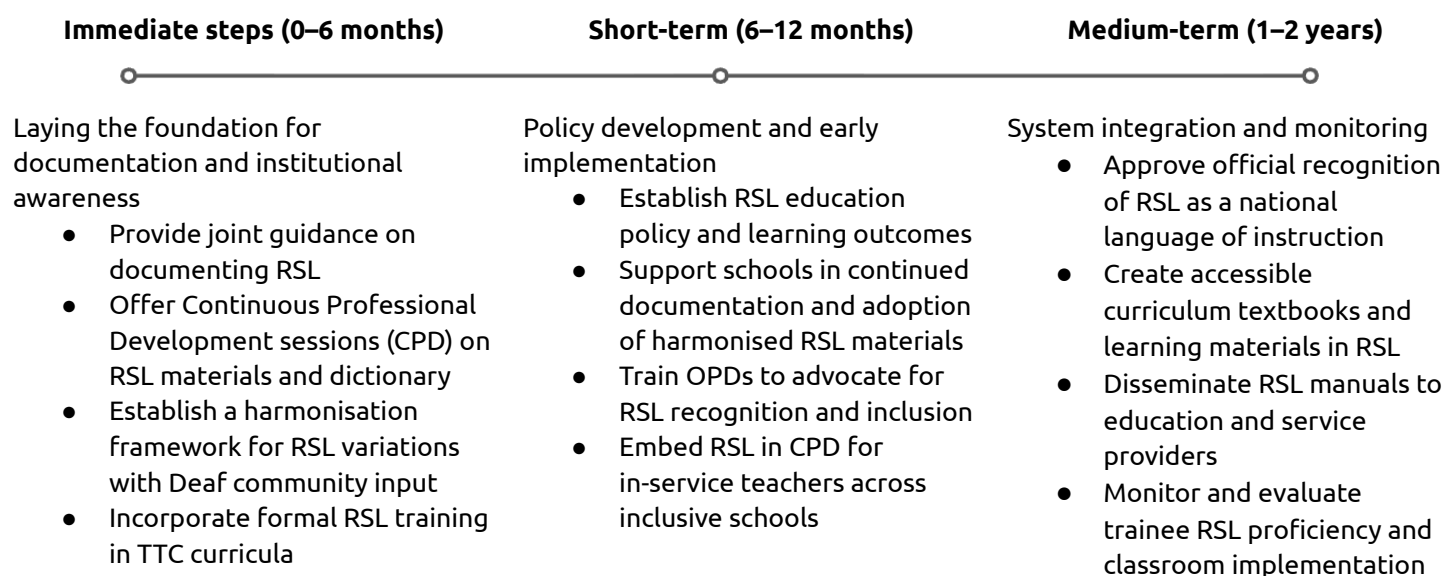 Immediate steps (0–6 months)
Laying the foundation for
documentation and institutional
awareness
● Provide joint guidance on
documenting RSL
● Offer Continuous Professional
Development sessions (CPD) on
RSL materials and dictionary
● Establish a harmonisation
framework for RSL variations
with Deaf community input
● Incorporate formal RSL training
in TTC curricula
Short-term (6–12 months)
Policy development and early
implementation
● Establish RSL education
policy and learning outcomes
● Support schools in continued
documentation and adoption
of harmonised RSL materials
● Train OPDs to advocate for
RSL recognition and inclusion
● Embed RSL in CPD for
in-service teachers across
inclusive schools
Medium-term (1–2 years)
System integration and monitoring
● Approve official recognition
of RSL as a national
language of instruction
● Create accessible
curriculum textbooks and
learning materials in RSL
● Disseminate RSL manuals to
education and service
providers
● Monitor and evaluate
trainee RSL proficiency and
classroom implementation